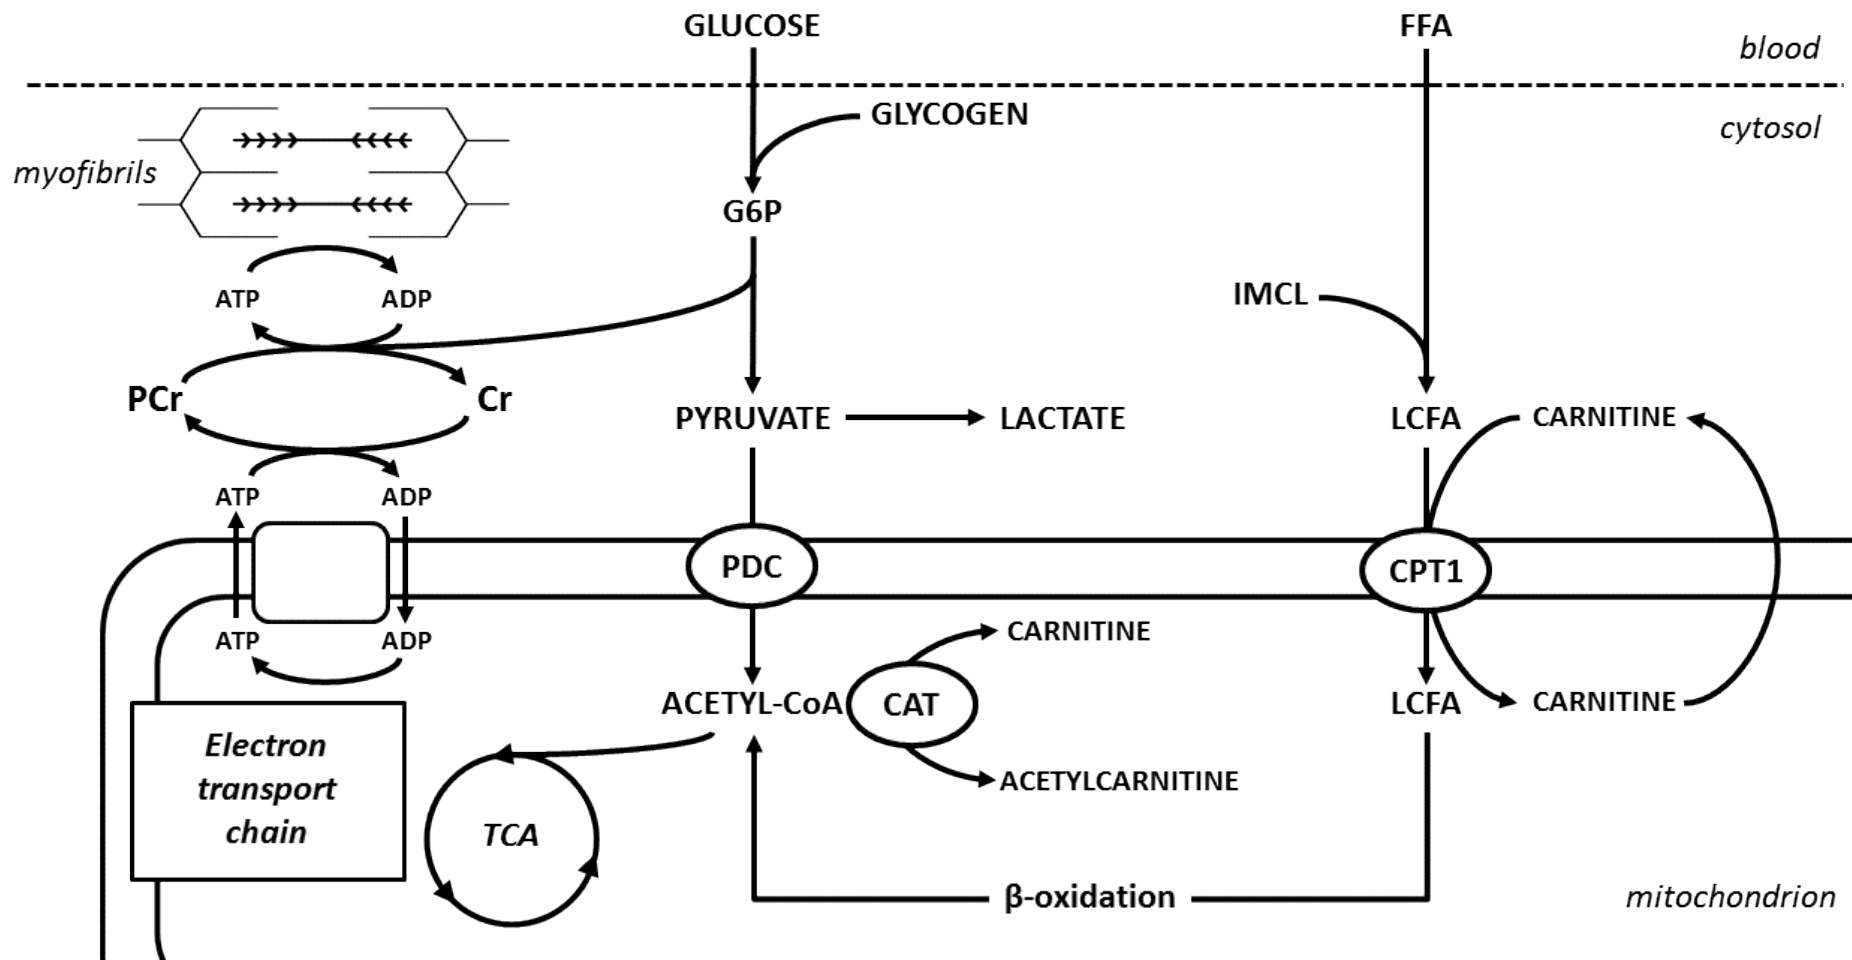 GLUCOSE
FFA
blood
GLYCOGEN
cytosol
myofibrils
G6P
ATP
ADP
IMCL
PCr
Cr
PYRUVATE
LACTATE
LCFA
CARNITINE
ATP
ADP
PDC
CPT1
ATP
ADP
CARNITINE
ACETYL-CoA
CAT
LCFA
CARNITINE
Electron
transport
chain
ACETYLCARNITINE
TCA
β-oxidation
mitochondrion